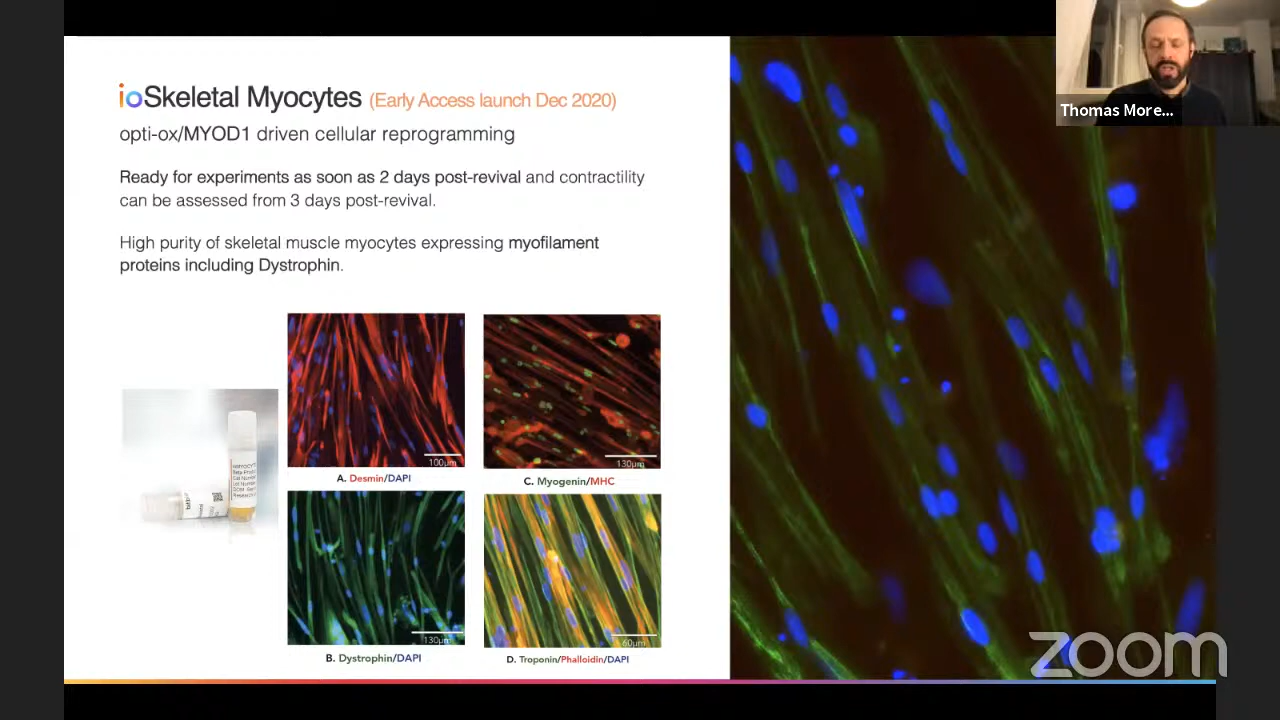 ioSkeletal Myocytes (Early Access launch Dec 2020)
opti-ox/MYOD1 driven cellular reprogramming
Ready for experiments as soon as 2 days post-revival and contractility
can be assessed from 3 days post-revival.
High purity of skeletal muscle myocytes expressing myofilament
proteins including Dystrophin.
100µm
A. Desmin/DAPI
130µm
C. Myogenin/MHC
130µm
B. Dystrophin/DAPI
60µm
D. Troponin/Phalloidin/DAPI
Thomas More...
zoom